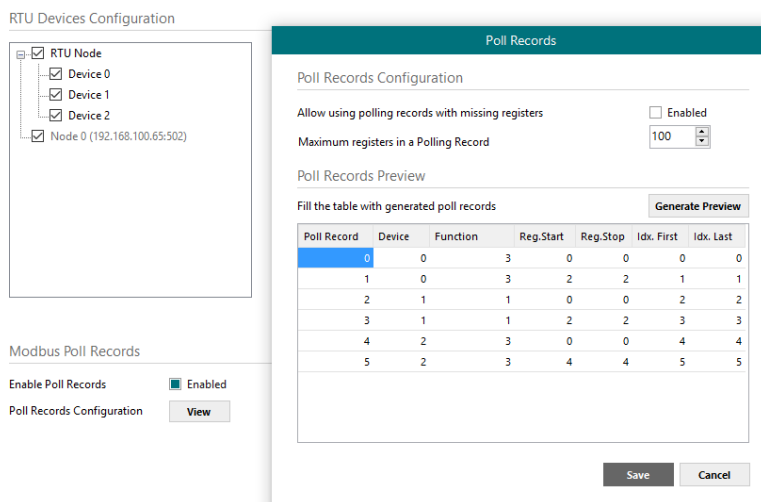 RTU Devices Configuration
RTU Node
Device 0
Device 1
Device 2
Node 0 (192.168.100.65:502)
Modbus Poll Records
Enable Poll Records Enabled
Poll Records Configuration View
Poll Records
Poll Records Configuration
Allow using polling records with missing registers Enabled
Maximum registers in a Polling Record 100
Poll Records Preview
Fill the table with generated poll records Generate Preview
Poll Record Device Function Reg.Start Reg.Stop Idx. First Idx. Last
0 0 3 0 0 0 0
1 0 3 2 2 1 1
2 1 1 0 0 2 2
3 1 1 2 2 3 3
4 2 3 0 0 4 4
5 2 3 4 4 5 5
Save Cancel